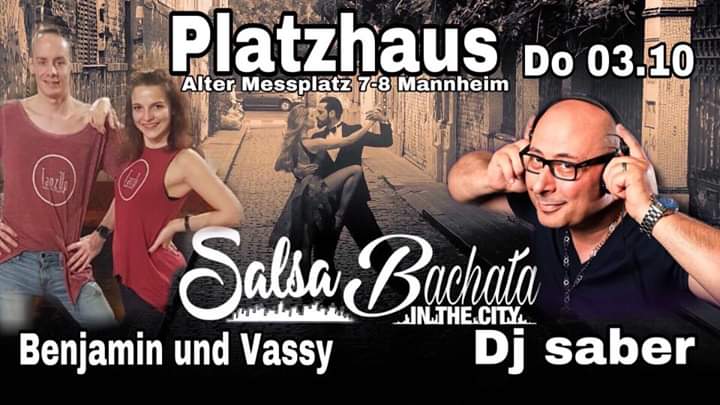 Platzhaus
Alter Messplatz 7-8 Mannheim
Do 03.10
Salsa Bachata
IN THE CITY
Benjamin und Vassy
Dj saber